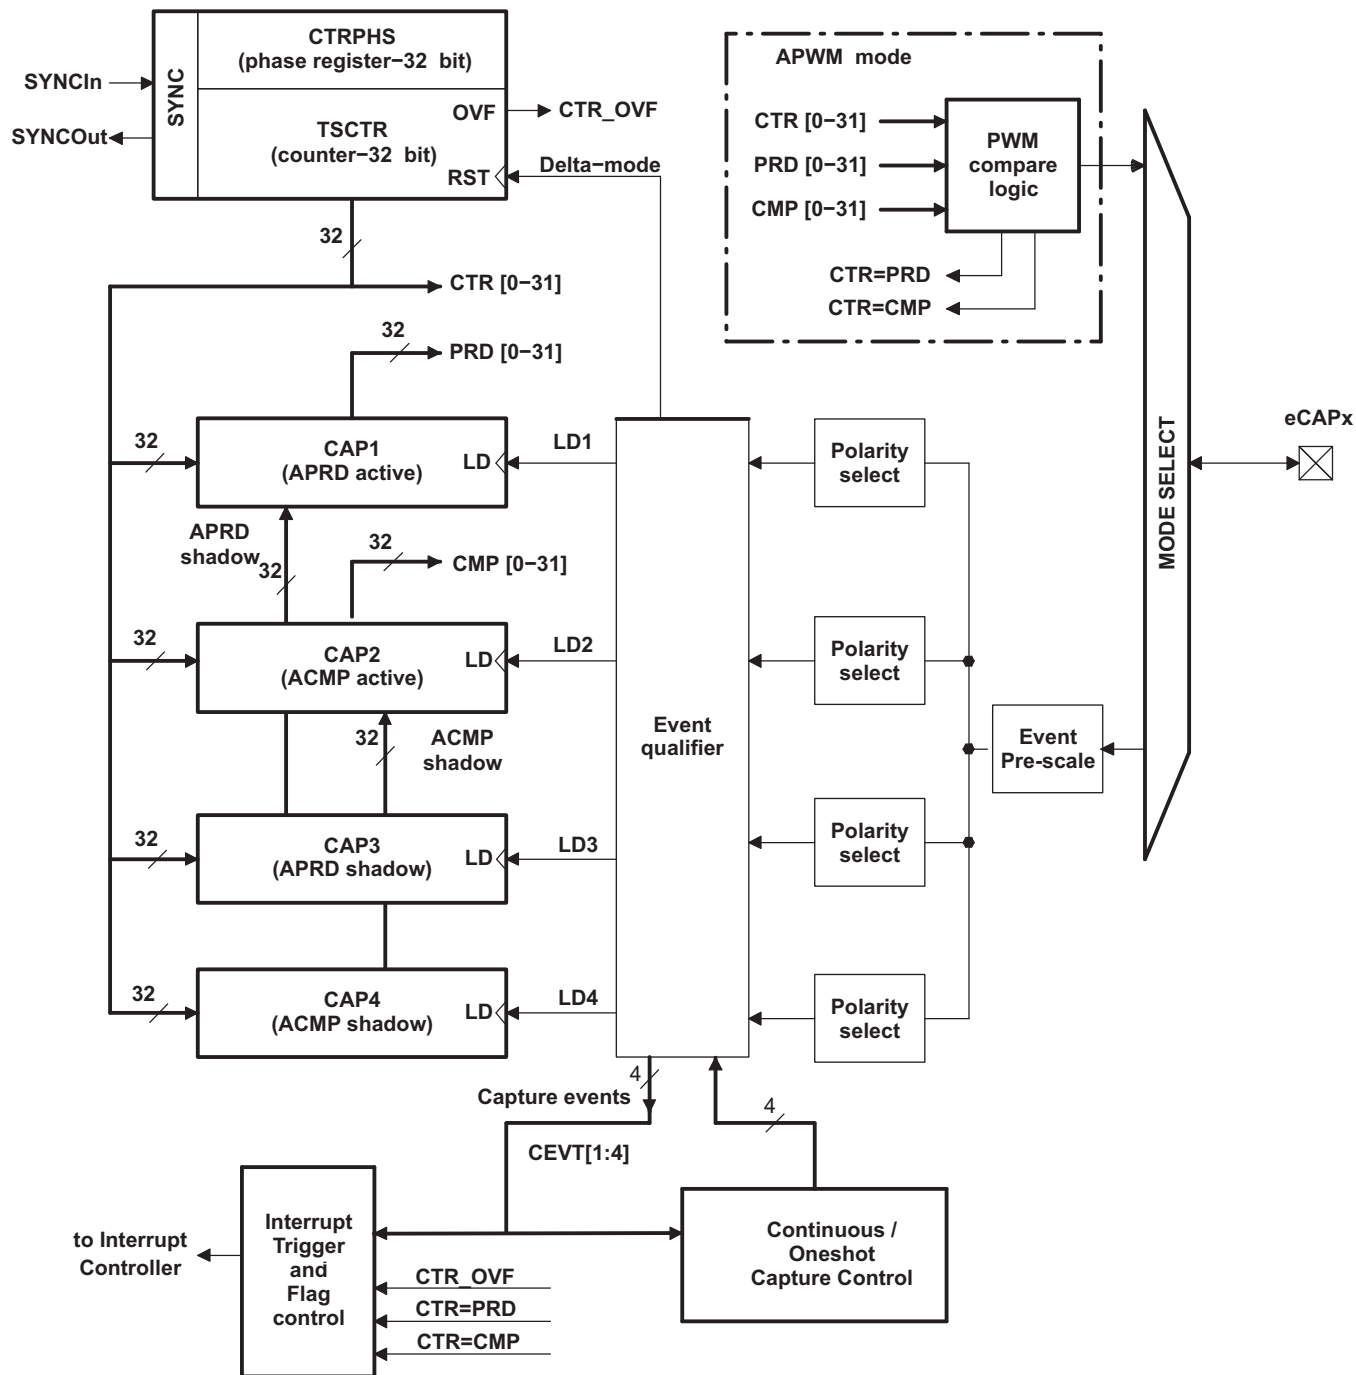 CTRPHS
(phase register−32 bit)
APWM mode
SYNCIn
SYNC
SYNCOut
OVF
CTR_OVF
TSCTR
(counter−32 bit)
RST
Delta−mode
CTR [0−31]
PRD [0−31]
CMP [0−31]
PWM
compare
logic
CTR=PRD
CTR=CMP
32
CTR [0−31]
32
PRD [0−31]
MODE SELECT
eCAPx
32
CAP1
(APRD active)
LD
LD1
Polarity
select
APRD
shadow
32
32
CMP [0−31]
32
CAP2
(ACMP active)
LD
LD2
Polarity
select
32
ACMP
shadow
Event
qualifier
Event
Pre-scale
32
CAP3
(APRD shadow)
LD
LD3
Polarity
select
32
CAP4
(ACMP shadow)
LD
LD4
Polarity
select
4
Capture events
4
CEVT[1:4]
to Interrupt
Controller
Interrupt
Trigger
and
Flag
control
CTR_OVF
CTR=PRD
CTR=CMP
Continuous /
Oneshot
Capture Control